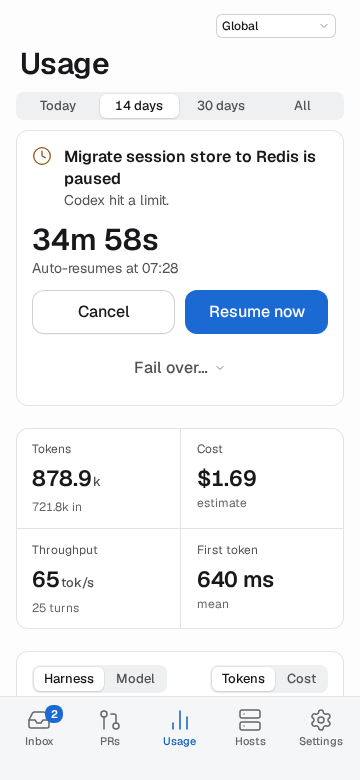 Global
Usage
Today 14 days 30 days All
Migrate session store to Redis is
paused
Codex hit a limit.
34m 58s
Auto-resumes at 07:28
Cancel Resume now
Fail over...
Tokens Cost
878.9k $1.69
721.8k in estimate
Throughput First token
65 tok/s 640 ms
25 turns mean
Harness Model Tokens Cost
2
Inbox PRs Usage Hosts Settings